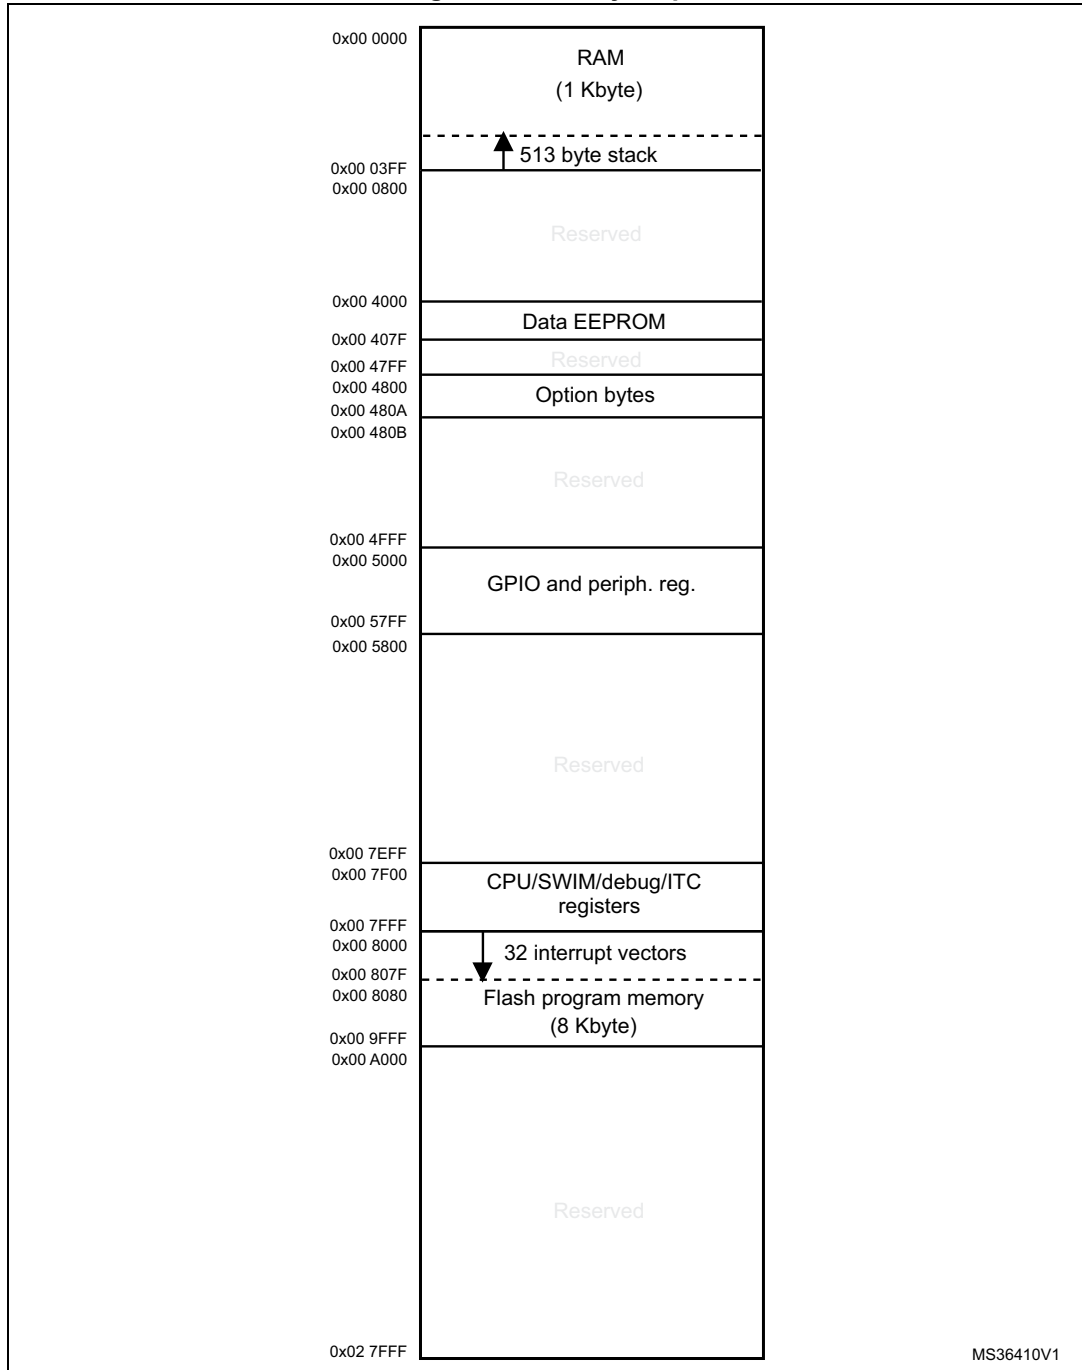 0x00 0000
RAM
(1 Kbyte)
513 byte stack
0x00 03FF
0x00 0800
Reserved
0x00 4000
Data EEPROM
0x00 407F
Reserved
0x00 47FF
0x00 4800
Option bytes
0x00 480A
0x00 480B
Reserved
0x00 4FFF
0x00 5000
GPIO and periph. reg.
0x00 57FF
0x00 5800
Reserved
0x00 7EFF
0x00 7F00
CPU/SWIM/debug/ITC
registers
0x00 7FFF
0x00 8000
32 interrupt vectors
0x00 807F
0x00 8080
Flash program memory
(8 Kbyte)
0x00 9FFF
0x00 A000
Reserved
0x02 7FFF
MS36410V1